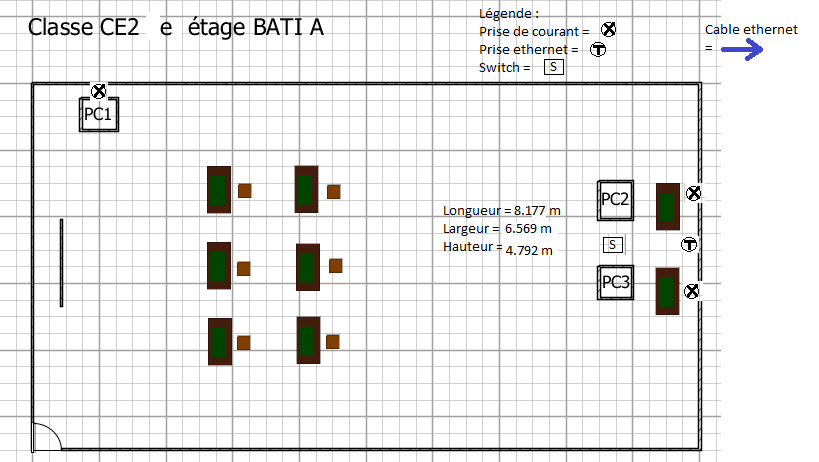 Classe CE2 e étage BATI A
Légende :
Prise de courant = X
Prise ethernet = T
Switch = S
Cable ethernet
=
PC1
PC2
Longueur = 8.177 m
Largeur = 6.569 m
Hauteur = 4.792 m
S
T
PC3